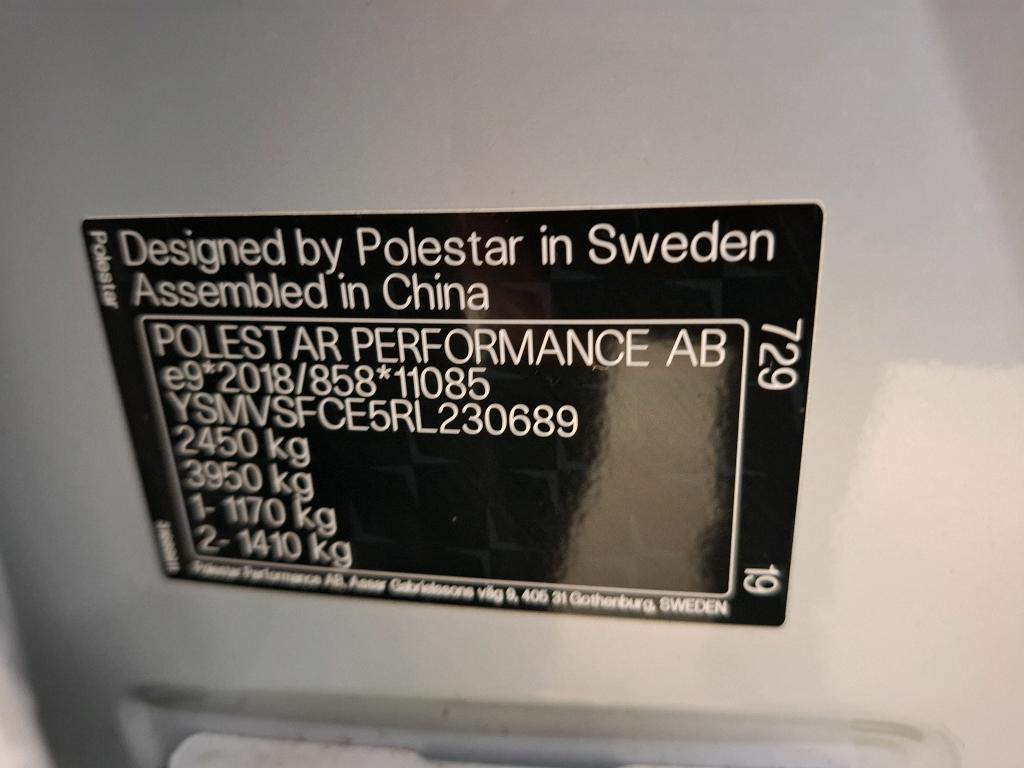 Polestar
Designed by Polestar in Sweden
Assembled in China
POLESTAR PERFORMANCE AB
e9*2018/858*11085
YSMVSFCE5RL230689
2450 kg
3950 kg
1- 1170 kg
2- 1410 kg
729
19
Polestar Performance AB, Assar Gabrielssons väg 9, 405 31 Gothenburg, SWEDEN